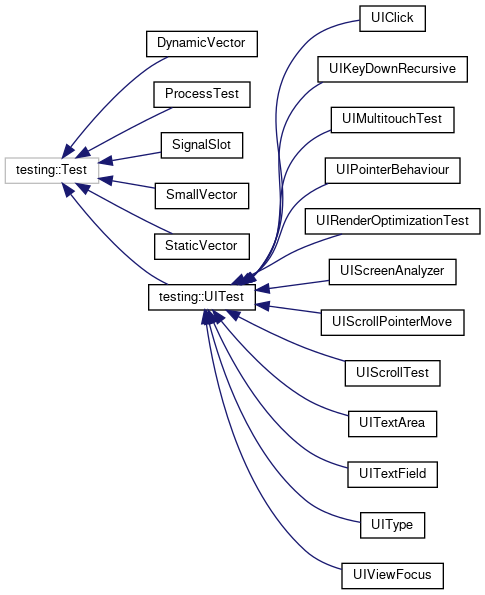 testing::Test
DynamicVector
ProcessTest
SignalSlot
SmallVector
StaticVector
testing::UITest
UIClick
UIKeyDownRecursive
UIMultitouchTest
UIPointerBehaviour
UIRenderOptimizationTest
UIScreenAnalyzer
UIScrollPointerMove
UIScrollTest
UITextArea
UITextField
UIType
UIViewFocus